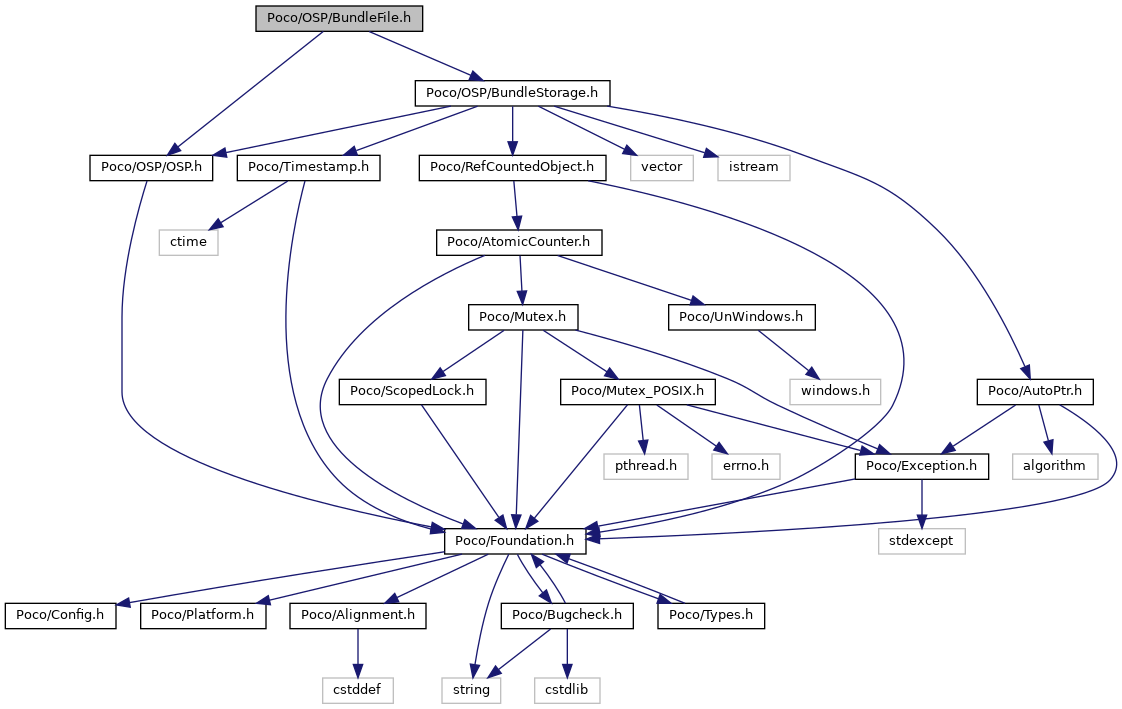 Poco/OSP/BundleFile.h
Poco/OSP/BundleStorage.h
Poco/OSP/OSP.h
Poco/Timestamp.h
Poco/RefCountedObject.h
vector
istream
ctime
Poco/AtomicCounter.h
Poco/Mutex.h
Poco/UnWindows.h
Poco/ScopedLock.h
Poco/Mutex_POSIX.h
windows.h
Poco/AutoPtr.h
pthread.h
errno.h
Poco/Exception.h
algorithm
Poco/Foundation.h
stdexcept
Poco/Config.h
Poco/Platform.h
Poco/Alignment.h
Poco/Bugcheck.h
Poco/Types.h
cstddef
string
cstdlib